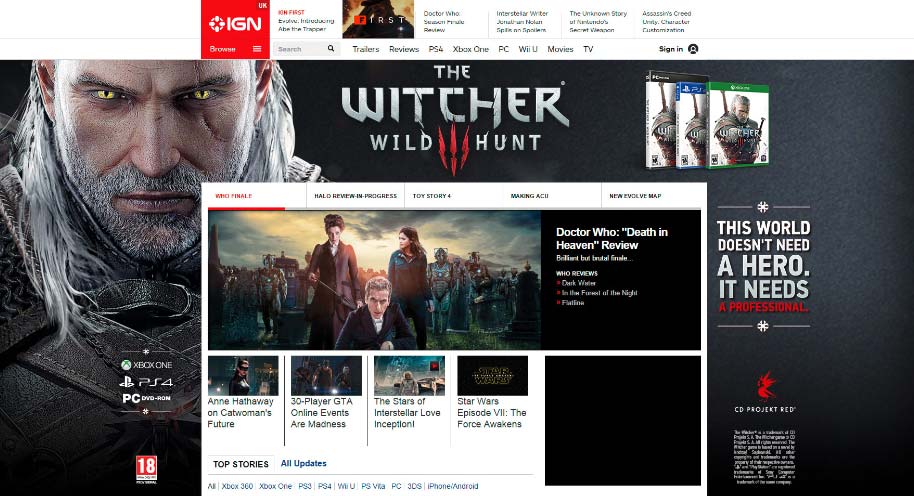 UK
IGN
IGN FIRST
Evolve: Introducing
Abe the Trapper
FIRST
Doctor Who:
Season Finale
Review
Interstellar Writer
Jonathan Nolan
Spills on Spoilers
The Unknown Story
of Nintendo's
Secret Weapon
Assassin's Creed
Unity: Character
Customization
Browse
Search
Trailers Reviews PS4 Xbox One PC Wii U Movies TV
Sign in
THE
WITCHER
WILD HUNT
WHO FINALE
HALO REVIEW-IN-PROGRESS
TOY STORY 4
MAKING ACU
NEW EVOLVE MAP
Doctor Who: "Death in
Heaven" Review
Brilliant but brutal finale...
WHO REVIEWS
Dark Water
In the Forest of the Night
Flatline
THIS WORLD
DOESN'T NEED
A HERO.
IT NEEDS
A PROFESSIONAL.
XBOX ONE
PS4
PC DVD-ROM
18
Anne Hathaway
on Catwoman's
Future
30-Player GTA
Online Events
Are Madness
The Stars of
Interstellar Love
Inception!
STAR
WARS
Star Wars
Episode VII: The
Force Awakens
CD PROJEKT RED
TOP STORIES
All Updates
All | Xbox 360 | Xbox One | PS3 | PS4 | Wii U | PS Vita | PC | 3DS | iPhone/Android